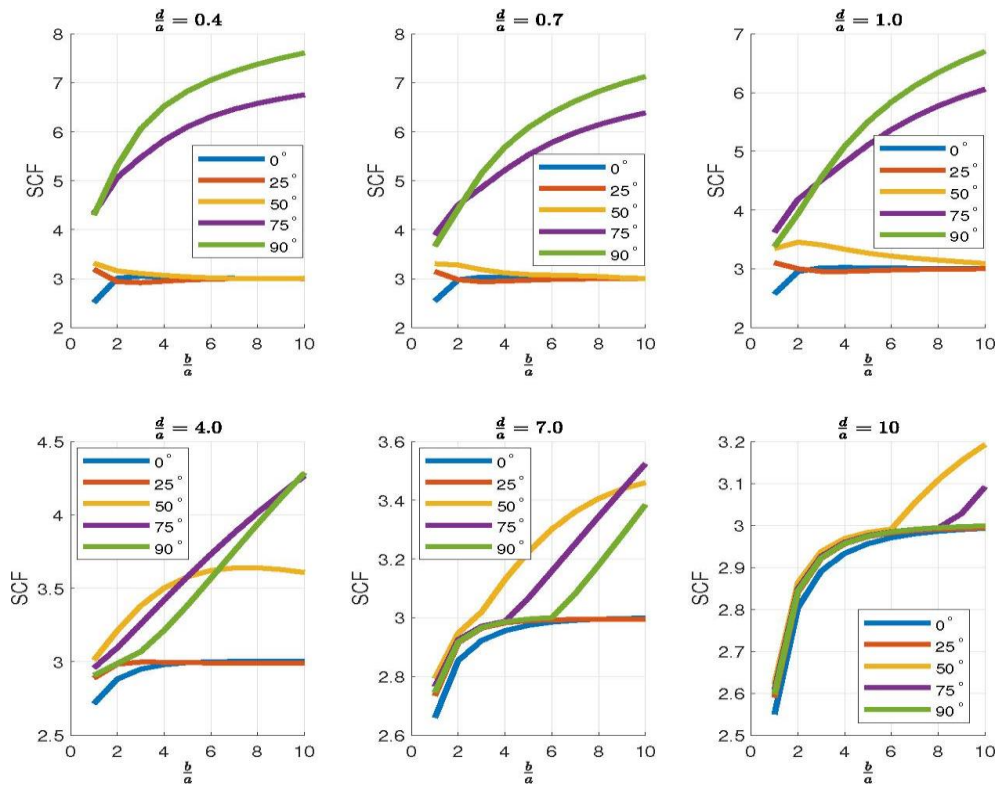 d/a = 0.4
8
7
6
5
4
3
2
SCF
0°
25°
50°
75°
90°
0 2 4 6 8 10
b/a
d/a = 0.7
8
7
6
5
4
3
2
SCF
0°
25°
50°
75°
90°
0 2 4 6 8 10
b/a
d/a = 1.0
7
6
5
4
3
2
SCF
0°
25°
50°
75°
90°
0 2 4 6 8 10
b/a
d/a = 4.0
4.5
4
3.5
3
2.5
SCF
0°
25°
50°
75°
90°
0 2 4 6 8 10
b/a
d/a = 7.0
3.6
3.4
3.2
3
2.8
2.6
SCF
0°
25°
50°
75°
90°
0 2 4 6 8 10
b/a
d/a = 10
3.2
3.1
3
2.9
2.8
2.7
2.6
2.5
SCF
0°
25°
50°
75°
90°
0 2 4 6 8 10
b/a